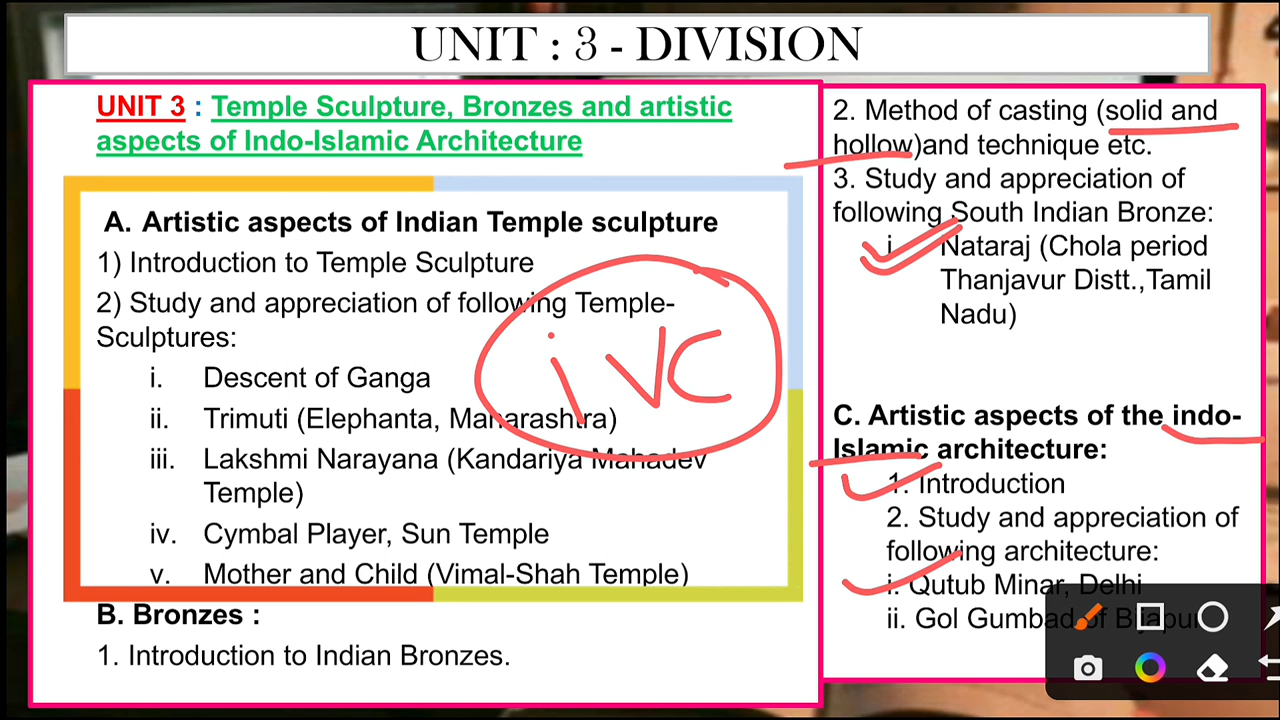 UNIT : 3 - DIVISION
UNIT 3 : Temple Sculpture, Bronzes and artistic
aspects of Indo-Islamic Architecture
A. Artistic aspects of Indian Temple sculpture
1) Introduction to Temple Sculpture
2) Study and appreciation of following Temple-
Sculptures:
i. Descent of Ganga
ii. Trimuti (Elephanta, Maharashtra)
iii. Lakshmi Narayana (Kandariya Mahadev
Temple)
iv. Cymbal Player, Sun Temple
v. Mother and Child (Vimal-Shah Temple)
iVC
B. Bronzes :
1. Introduction to Indian Bronzes.
2. Method of casting (solid and
hollow)and technique etc.
3. Study and appreciation of
following South Indian Bronze:
i. Nataraj (Chola period
Thanjavur Distt.,Tamil
Nadu)
C. Artistic aspects of the indo-
Islamic architecture:
1. Introduction
2. Study and appreciation of
following architecture:
i. Qutub Minar, Delhi
ii. Gol Gumbad of Bijapur